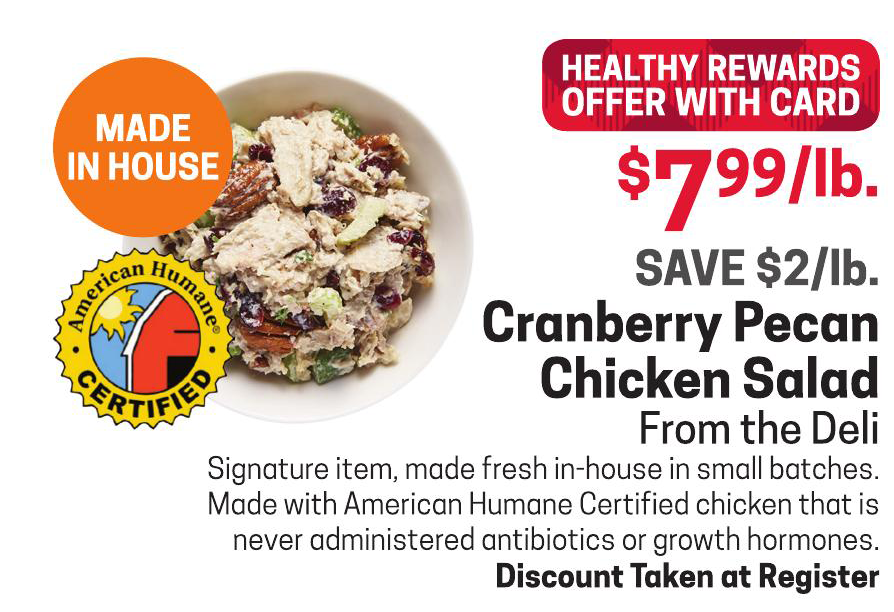 MADE
IN HOUSE
American Humane®
CERTIFIED
HEALTHY REWARDS
OFFER WITH CARD
$799/lb.
SAVE $2/lb.
Cranberry Pecan
Chicken Salad
From the Deli
Signature item, made fresh in-house in small batches.
Made with American Humane Certified chicken that is
never administered antibiotics or growth hormones.
Discount Taken at Register